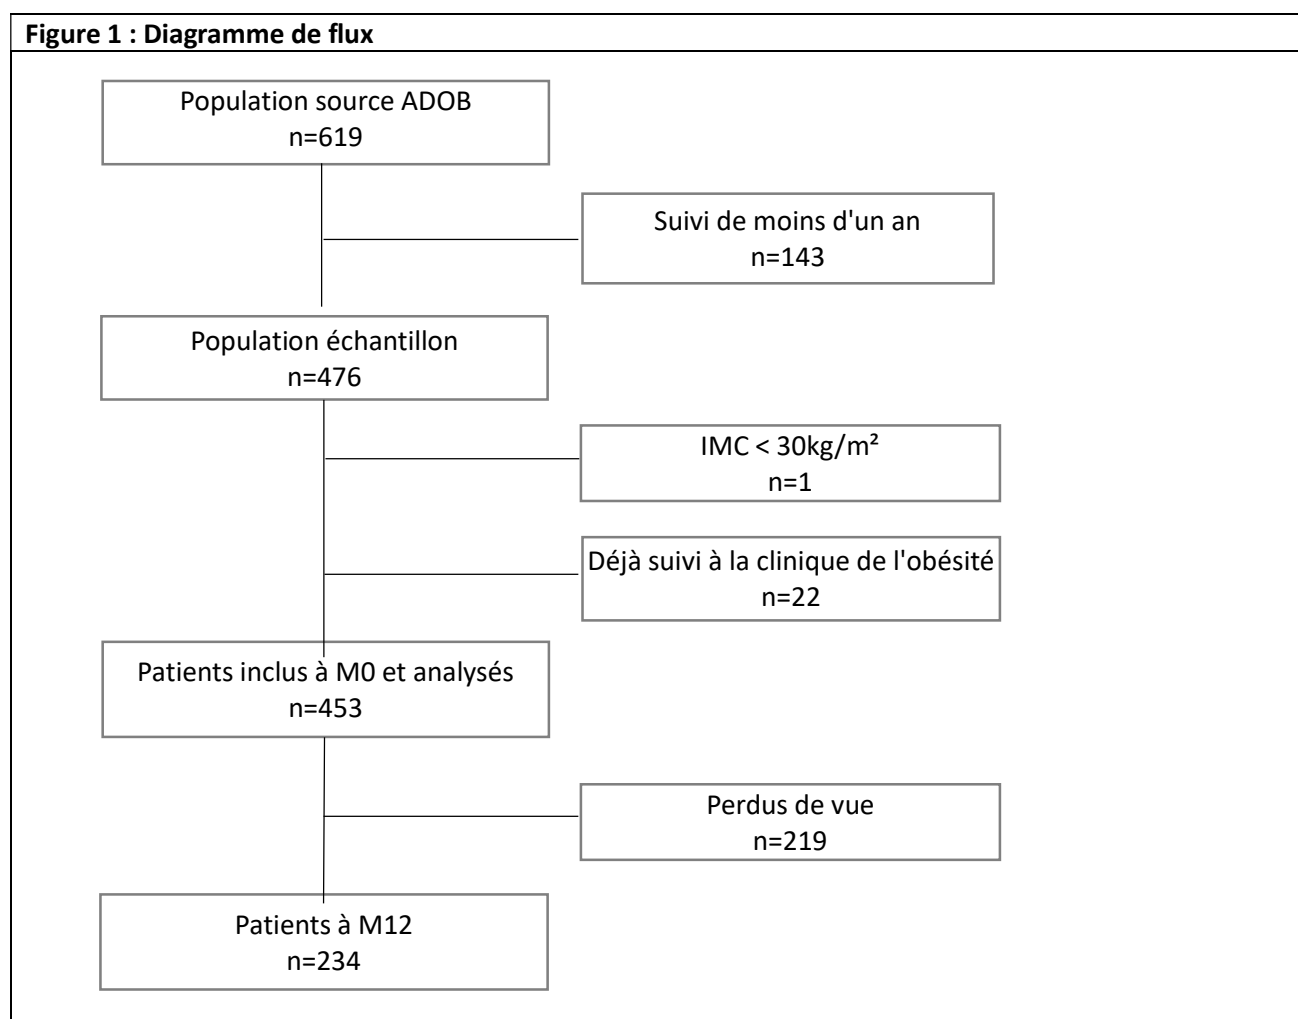 Figure 1 : Diagramme de flux
Population source ADOB
n=619
Suivi de moins d'un an
n=143
Population échantillon
n=476
IMC < 30kg/m²
n=1
Déjà suivi à la clinique de l'obésité
n=22
Patients inclus à M0 et analysés
n=453
Perdus de vue
n=219
Patients à M12
n=234